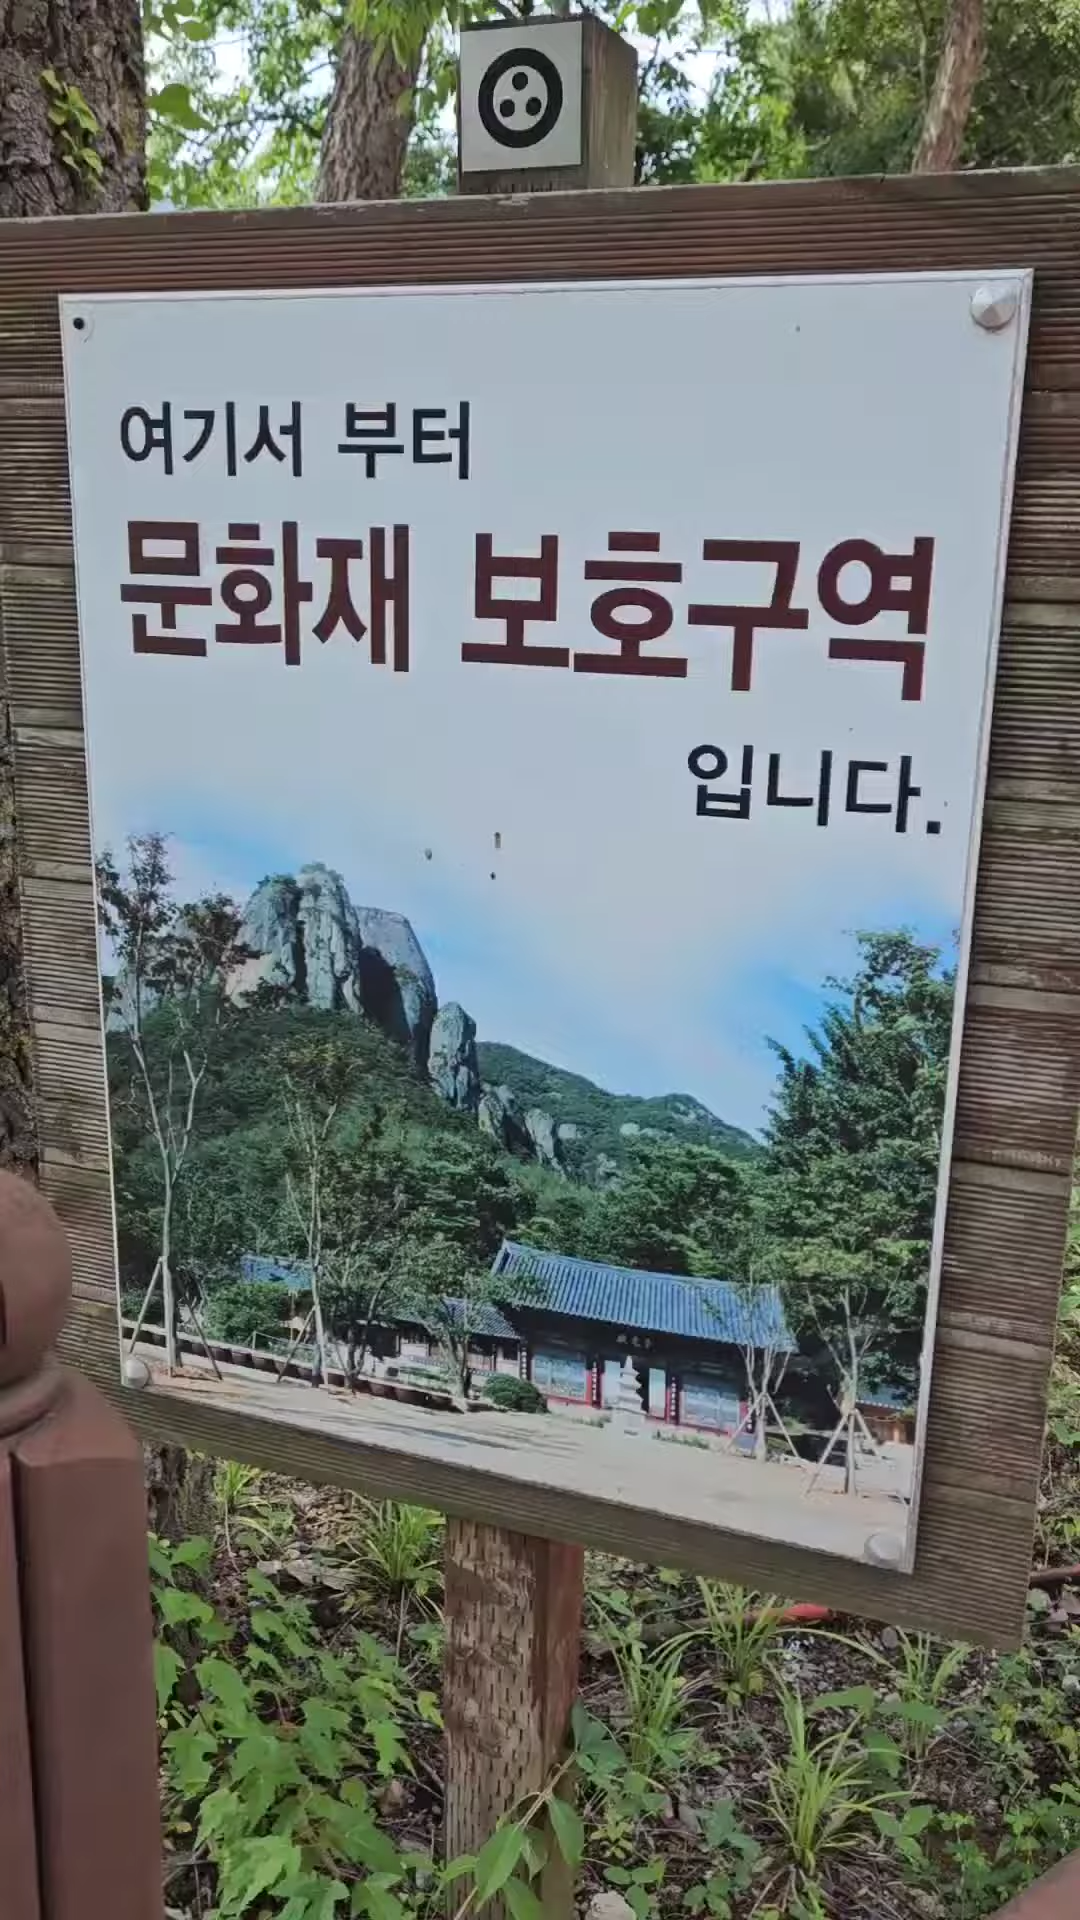 여기서 부터
문화재 보호구역
입니다.